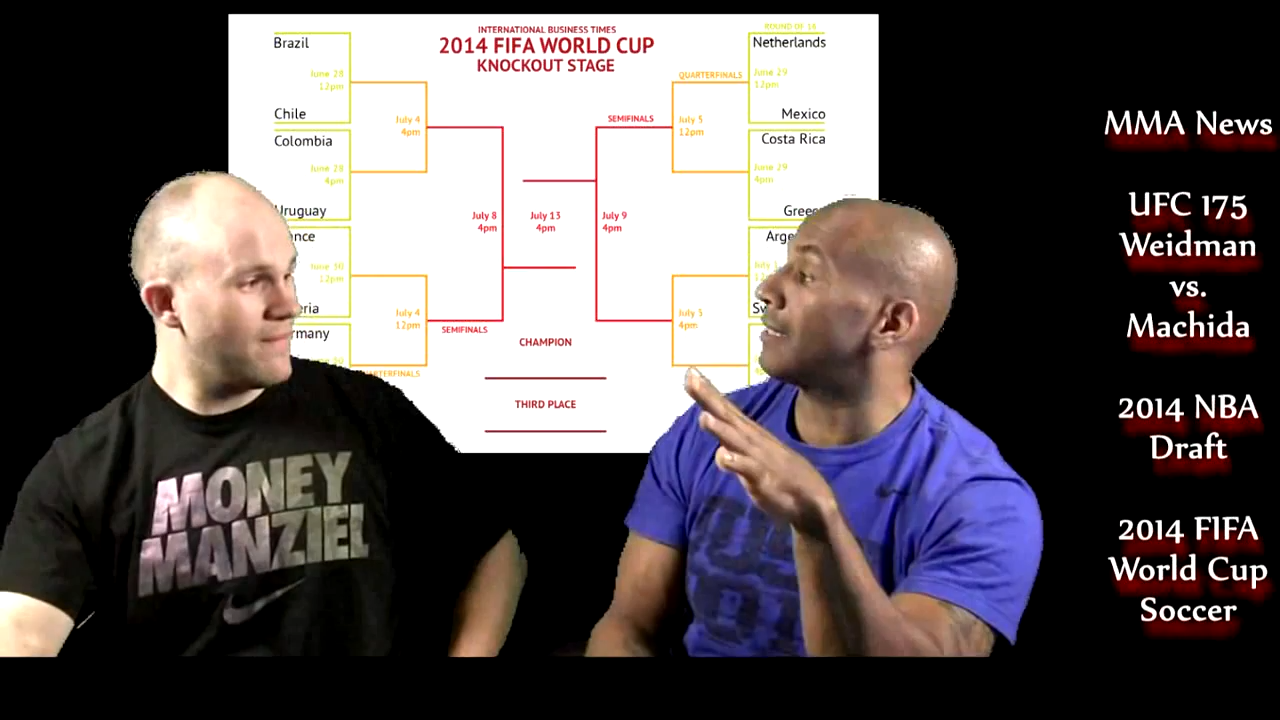 INTERNATIONAL BUSINESS TIMES
2014 FIFA WORLD CUP
KNOCKOUT STAGE
Brazil
June 28
12pm
Chile
July 4
4pm
Colombia
June 28
4pm
Uruguay
July 8
4pm
July 13
4pm
July 9
4pm
12pm
July 4
12pm
SEMIFINALS
CHAMPION
THIRD PLACE
ROUND OF 16
Netherlands
QUARTERFINALS
June 29
12pm
Mexico
SEMIFINALS
July 5
12pm
Costa Rica
June 29
4pm
July 5
4pm
MONEY
MANZIEL
MMA News
UFC 175
Weidman
vs.
Machida
2014 NBA
Draft
2014 FIFA
World Cup
Soccer